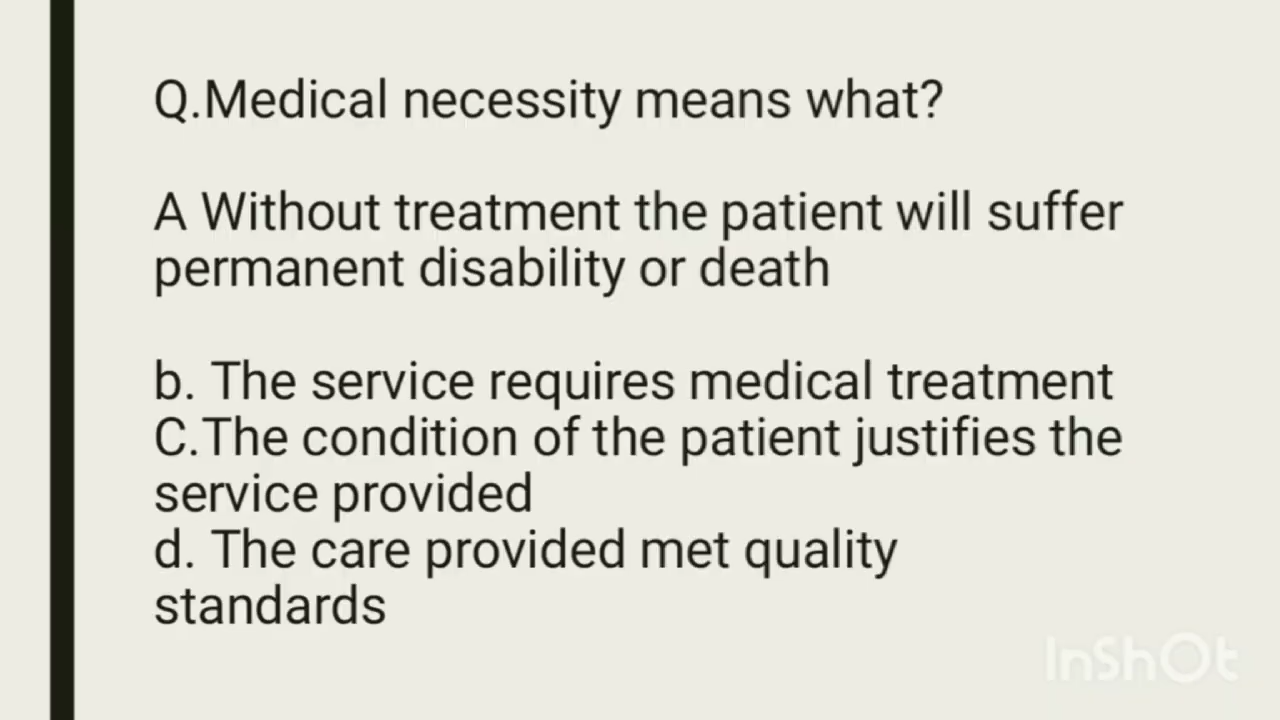 Q.Medical necessity means what?
A Without treatment the patient will suffer
permanent disability or death
b. The service requires medical treatment
C.The condition of the patient justifies the
service provided
d. The care provided met quality
standards
InShOt